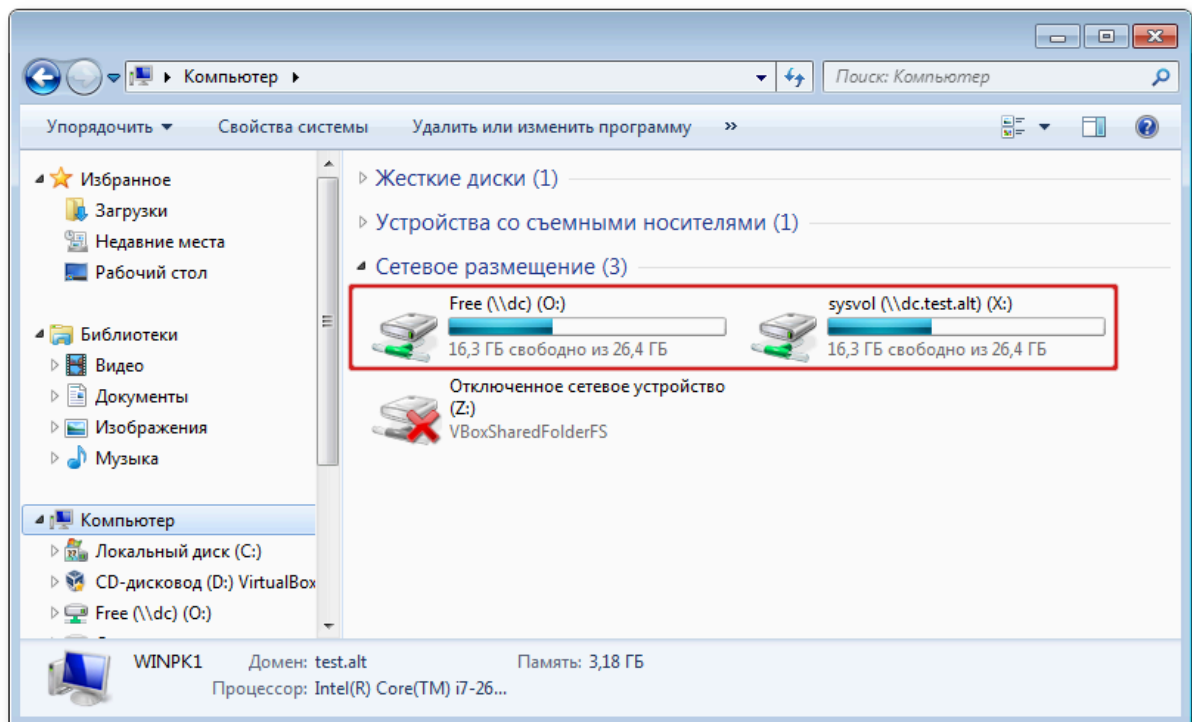 Компьютер
Поиск: Компьютер
Упорядочить Свойства системы Удалить или изменить программу »
Избранное
Загрузки
Недавние места
Рабочий стол
Библиотеки
Видео
Документы
Изображения
Музыка
Компьютер
Локальный диск (C:)
CD-дисковод (D:) VirtualBox
Free (\\dc) (O:)
Жесткие диски (1)
Устройства со съемными носителями (1)
Сетевое размещение (3)
Free (\\dc) (O:)
16,3 ГБ свободно из 26,4 ГБ
sysvol (\\dc.test.alt) (X:)
16,3 ГБ свободно из 26,4 ГБ
Отключенное сетевое устройство
(Z:)
VBoxSharedFolderFS
WINPK1 Домен: test.alt Память: 3,18 ГБ
Процессор: Intel(R) Core(TM) i7-26...